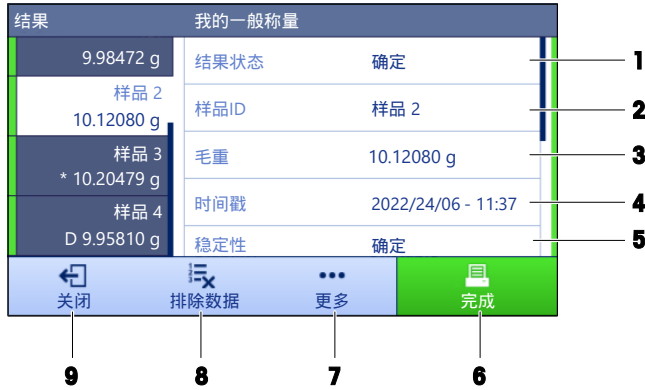 结果 我的一般称量
9.98472 g
样品 2
10.12080 g
样品 3
* 10.20479 g
样品 4
D 9.95810 g
结果状态 确定 1
样品ID 样品 2 2
毛重 10.12080 g 3
时间戳 2022/24/06 - 11:37 4
稳定性 确定 5
关闭 排除数据 更多 完成
9 8 7 6